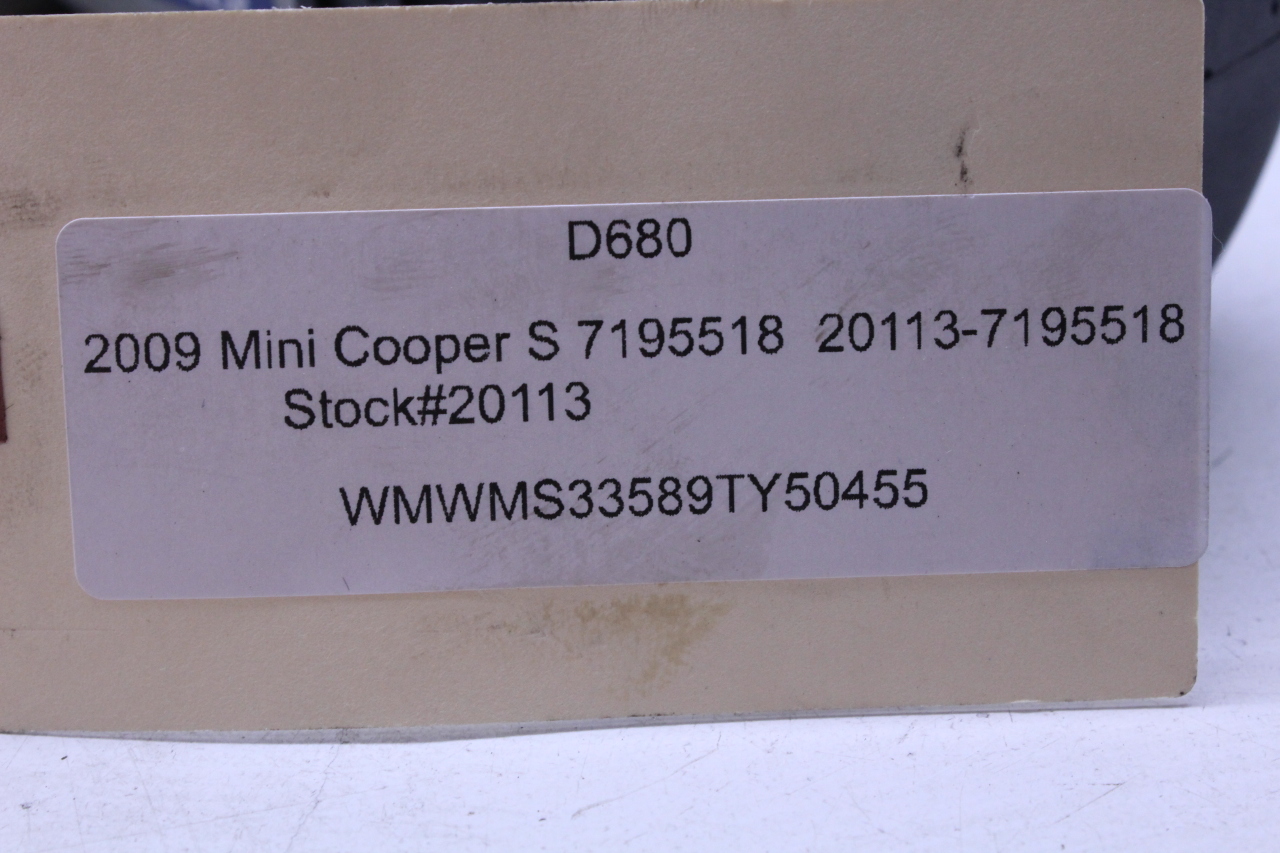 D680
2009 Mini Cooper S 7195518 20113-7195518
Stock#20113
WMWMS33589TY50455